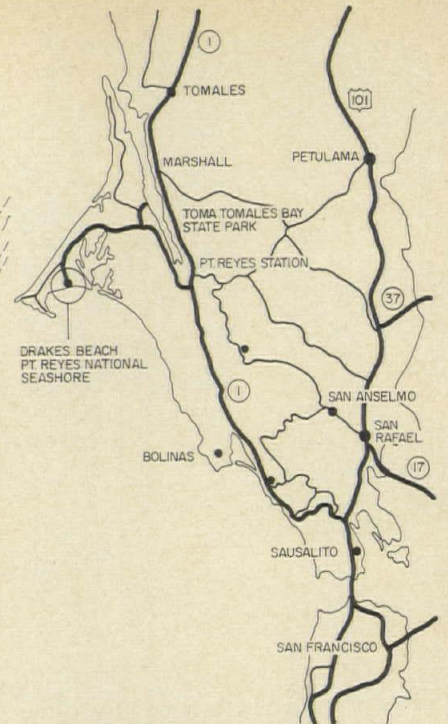 1
TOMALES
101
MARSHALL
PETULAMA
TOMA TOMALES BAY
STATE PARK
PT. REYES STATION
37
DRAKES BEACH
PT. REYES NATIONAL
SEASHORE
1
SAN ANSELMO
SAN
RAFAEL
BOLINAS
17
SAUSALITO
SAN FRANCISCO